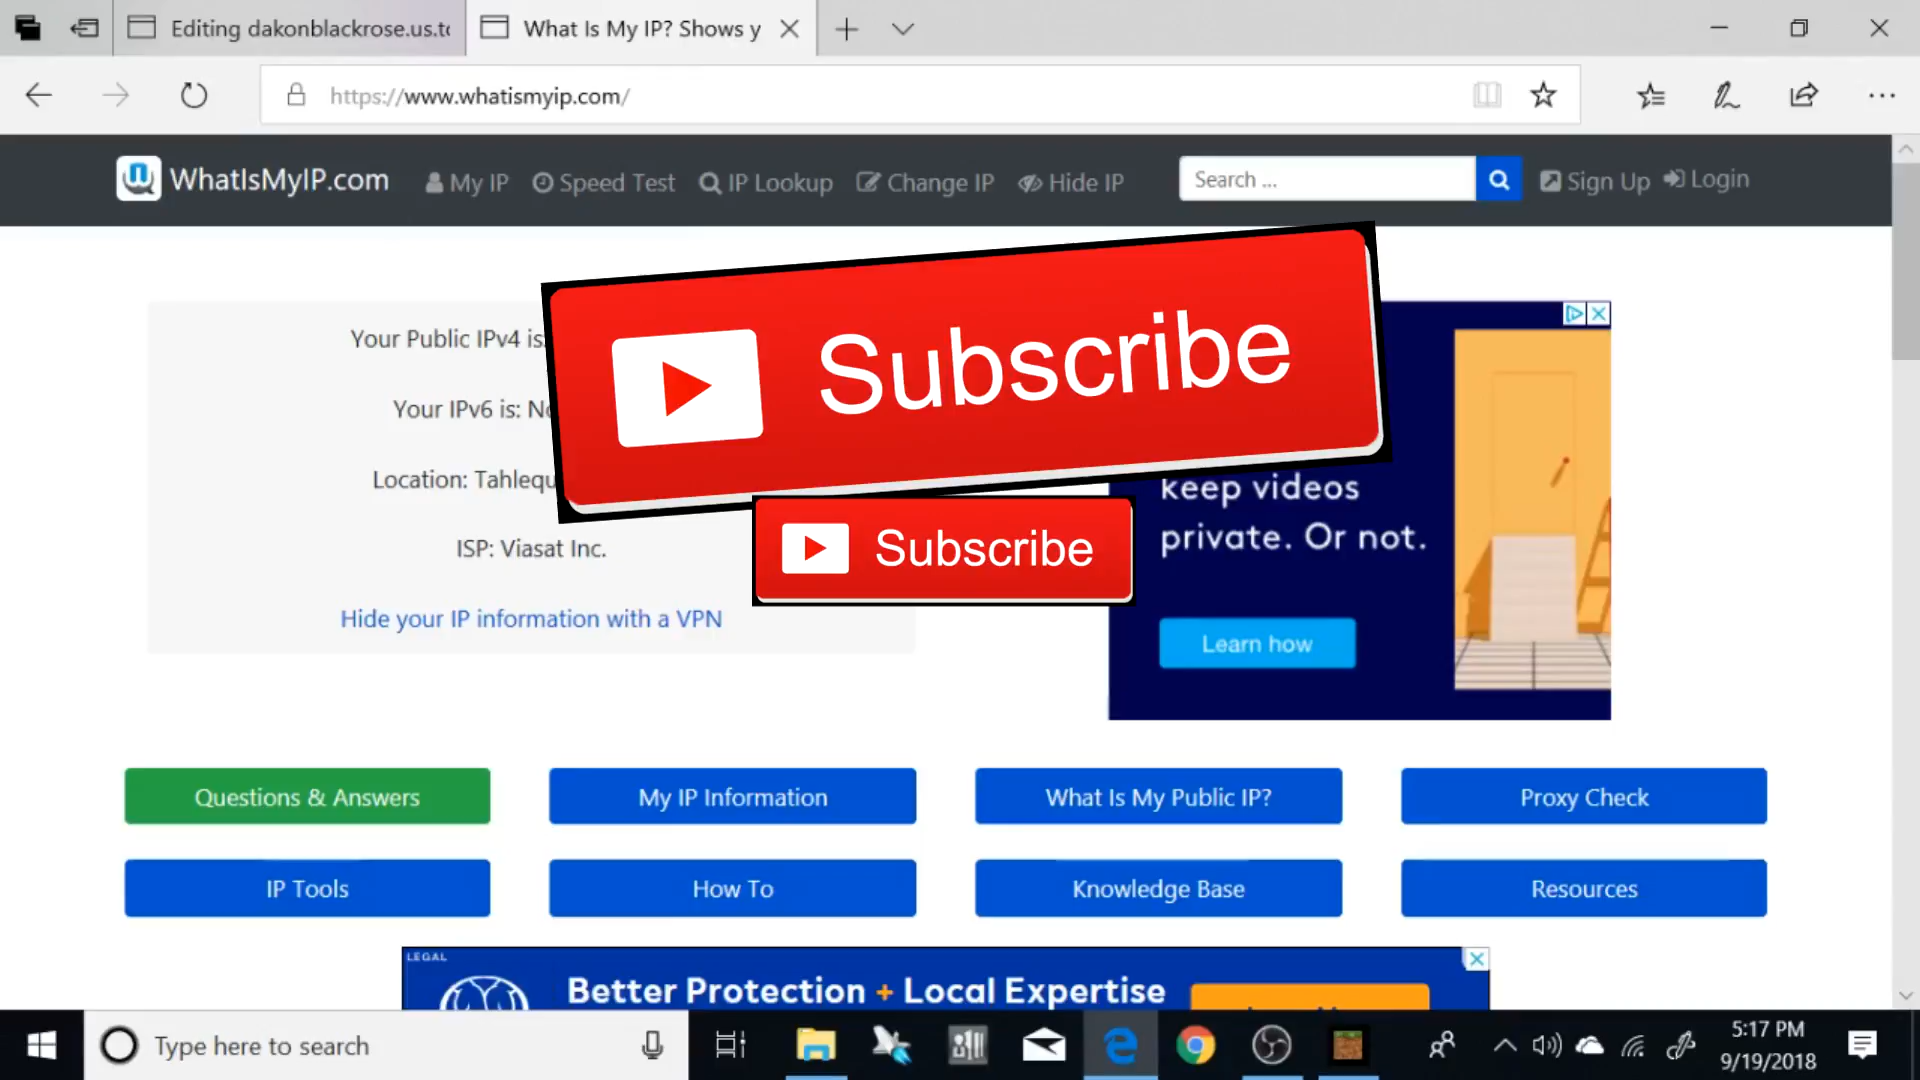 Editing dakonblackrose.us.to
What Is My IP? Shows y
https://www.whatismyip.com/
WhatIsMyIP.com
My IP
Speed Test
IP Lookup
Change IP
Hide IP
Search ...
Sign Up
Login
Your Public IPv4 is:
Your IPv6 is: No
Location: Tahlequ
ISP: Viasat Inc.
Hide your IP information with a VPN
Subscribe
Subscribe
keep videos
private. Or not.
Learn how
Questions & Answers
My IP Information
What Is My Public IP?
Proxy Check
IP Tools
How To
Knowledge Base
Resources
LEGAL
Better Protection + Local Expertise
Type here to search
5:17 PM
9/19/2018